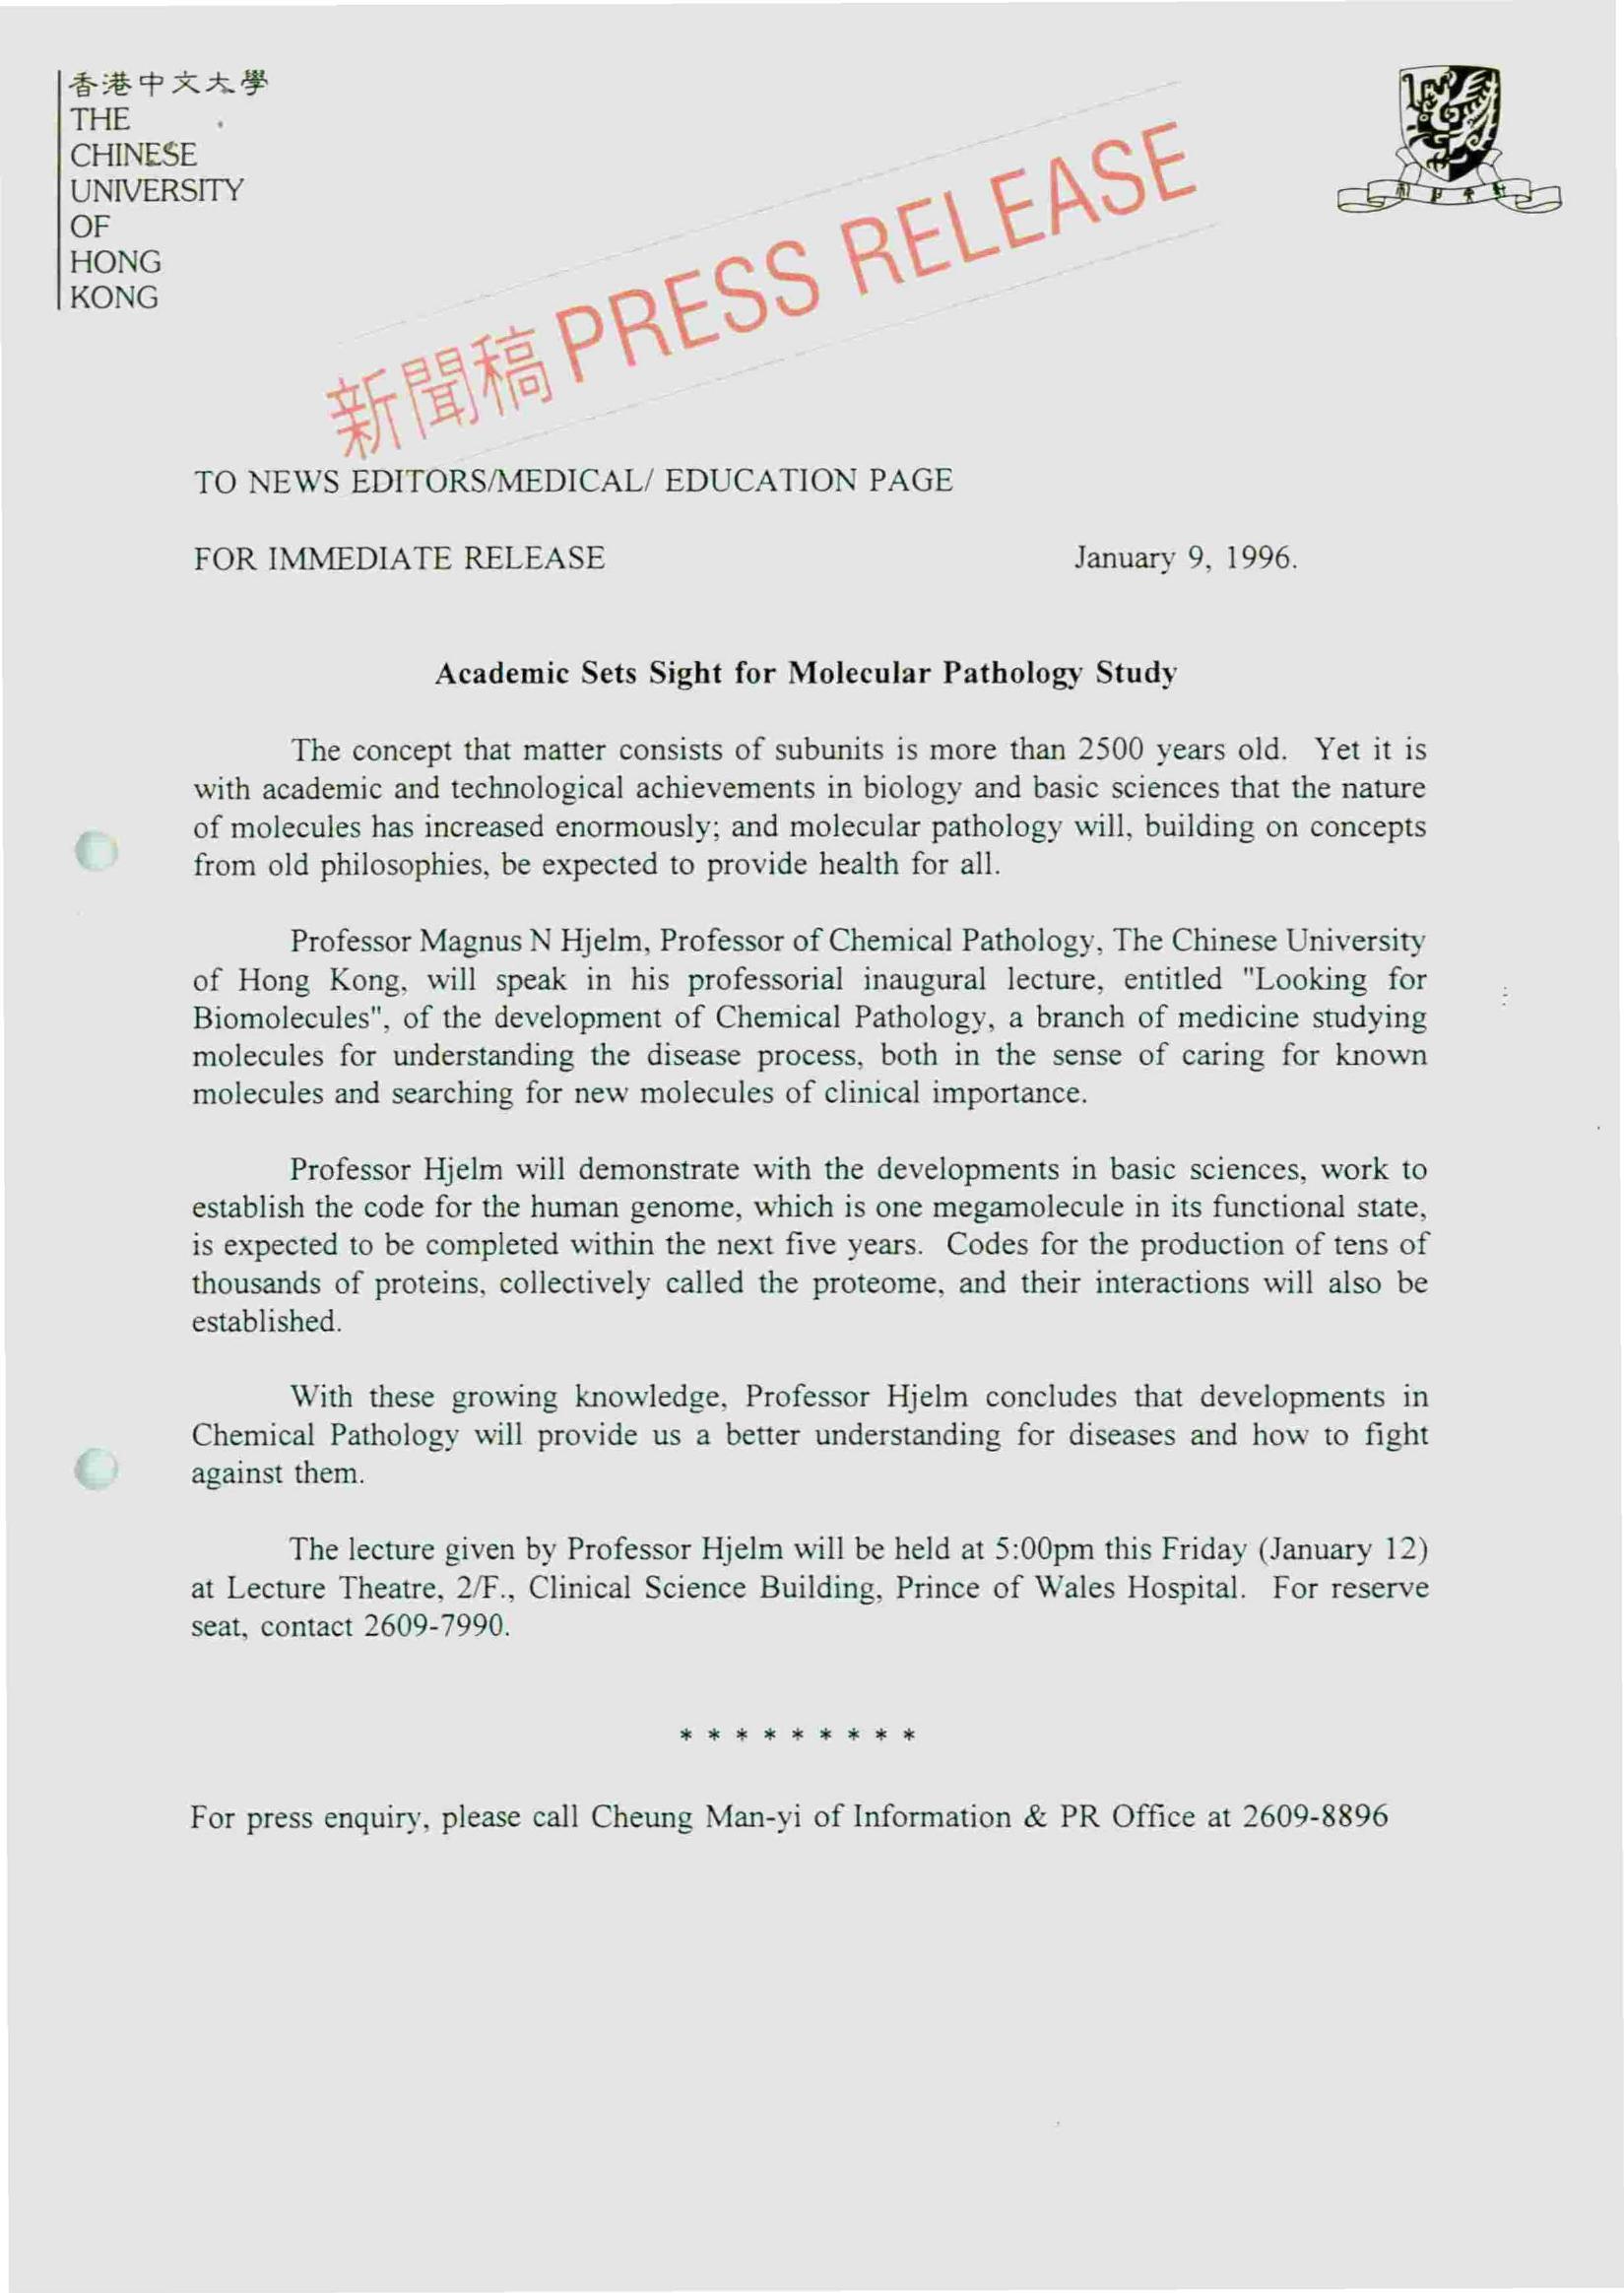 香港中文大學
THE
CHINESE
UNIVERSITY
OF
HONG
KONG
新聞稿 PRESS RELEASE
TO NEWS EDITORS/MEDICAL/ EDUCATION PAGE
FOR IMMEDIATE RELEASE January 9, 1996.
Academic Sets Sight for Molecular Pathology Study
The concept that matter consists of subunits is more than 2500 years old. Yet it is
with academic and technological achievements in biology and basic sciences that the nature
of molecules has increased enormously; and molecular pathology will, building on concepts
from old philosophies, be expected to provide health for all.
Professor Magnus N Hjelm, Professor of Chemical Pathology, The Chinese University
of Hong Kong, will speak in his professorial inaugural lecture, entitled "Looking for
Biomolecules", of the development of Chemical Pathology, a branch of medicine studying
molecules for understanding the disease process, both in the sense of caring for known
molecules and searching for new molecules of clinical importance.
Professor Hjelm will demonstrate with the developments in basic sciences, work to
establish the code for the human genome, which is one megamolecule in its functional state,
is expected to be completed within the next five years. Codes for the production of tens of
thousands of proteins, collectively called the proteome, and their interactions will also be
established.
With these growing knowledge, Professor Hjelm concludes that developments in
Chemical Pathology will provide us a better understanding for diseases and how to fight
against them.
The lecture given by Professor Hjelm will be held at 5:00pm this Friday (January 12)
at Lecture Theatre, 2/F., Clinical Science Building, Prince of Wales Hospital. For reserve
seat, contact 2609-7990.
* * * * * * * * *
For press enquiry, please call Cheung Man-yi of Information & PR Office at 2609-8896